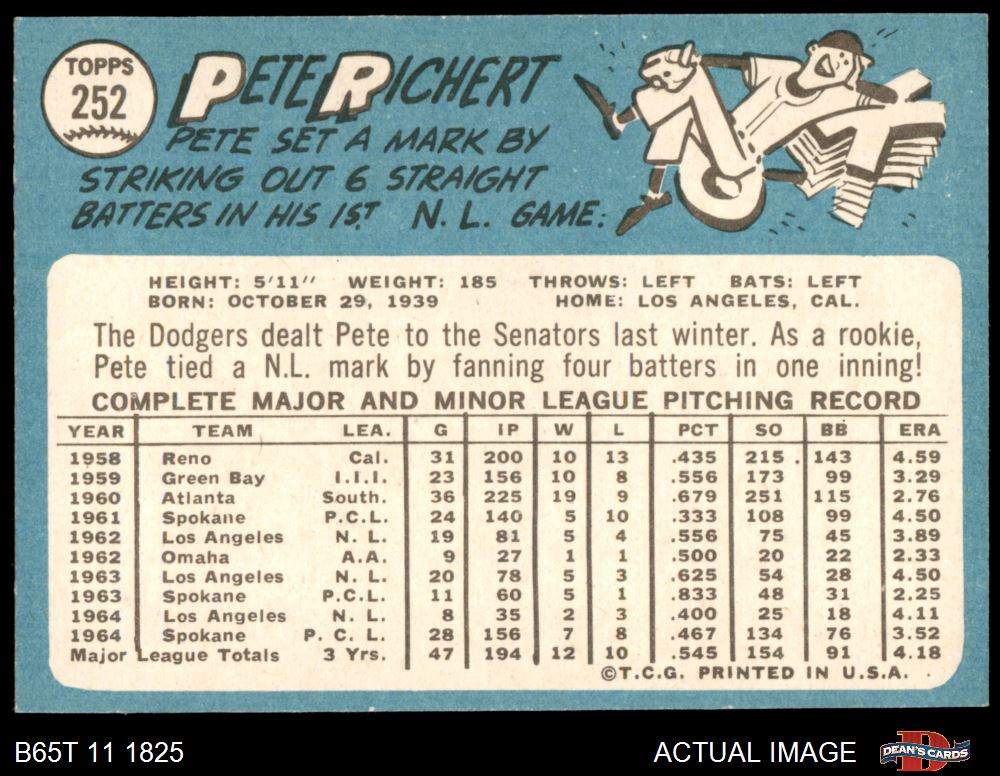 TOPPS
252
PETE RICHERT
PETE SET A MARK BY
STRIKING OUT 6 STRAIGHT
BATTERS IN HIS 1ST N. L. GAME.
HEIGHT: 5'11" WEIGHT: 185 THROWS: LEFT BATS: LEFT
BORN: OCTOBER 29, 1939 HOME: LOS ANGELES, CAL.
The Dodgers dealt Pete to the Senators last winter. As a rookie,
Pete tied a N.L. mark by fanning four batters in one inning!
COMPLETE MAJOR AND MINOR LEAGUE PITCHING RECORD
YEAR TEAM LEA. G IP W L PCT SO BB ERA
1958 Reno Cal. 31 200 10 13 .435 215 143 4.59
1959 Green Bay I.I.I. 23 156 10 8 .556 173 99 3.29
1960 Atlanta South. 36 225 19 9 .679 251 115 2.76
1961 Spokane P.C.L. 24 140 5 10 .333 108 99 4.50
1962 Los Angeles N. L. 19 81 5 4 .556 75 45 3.89
1962 Omaha A.A. 9 27 1 1 .500 20 22 2.33
1963 Los Angeles N. L. 20 78 5 3 .625 54 28 4.50
1963 Spokane P.C.L. 11 60 5 1 .833 48 31 2.25
1964 Los Angeles N. L. 8 35 2 3 .400 25 18 4.11
1964 Spokane P. C. L. 28 156 7 8 .467 134 76 3.52
Major League Totals 3 Yrs. 47 194 12 10 .545 154 91 4.18
©T.C.G. PRINTED IN U.S.A.
B65T 11 1825 ACTUAL IMAGE DEAN'S CARDS